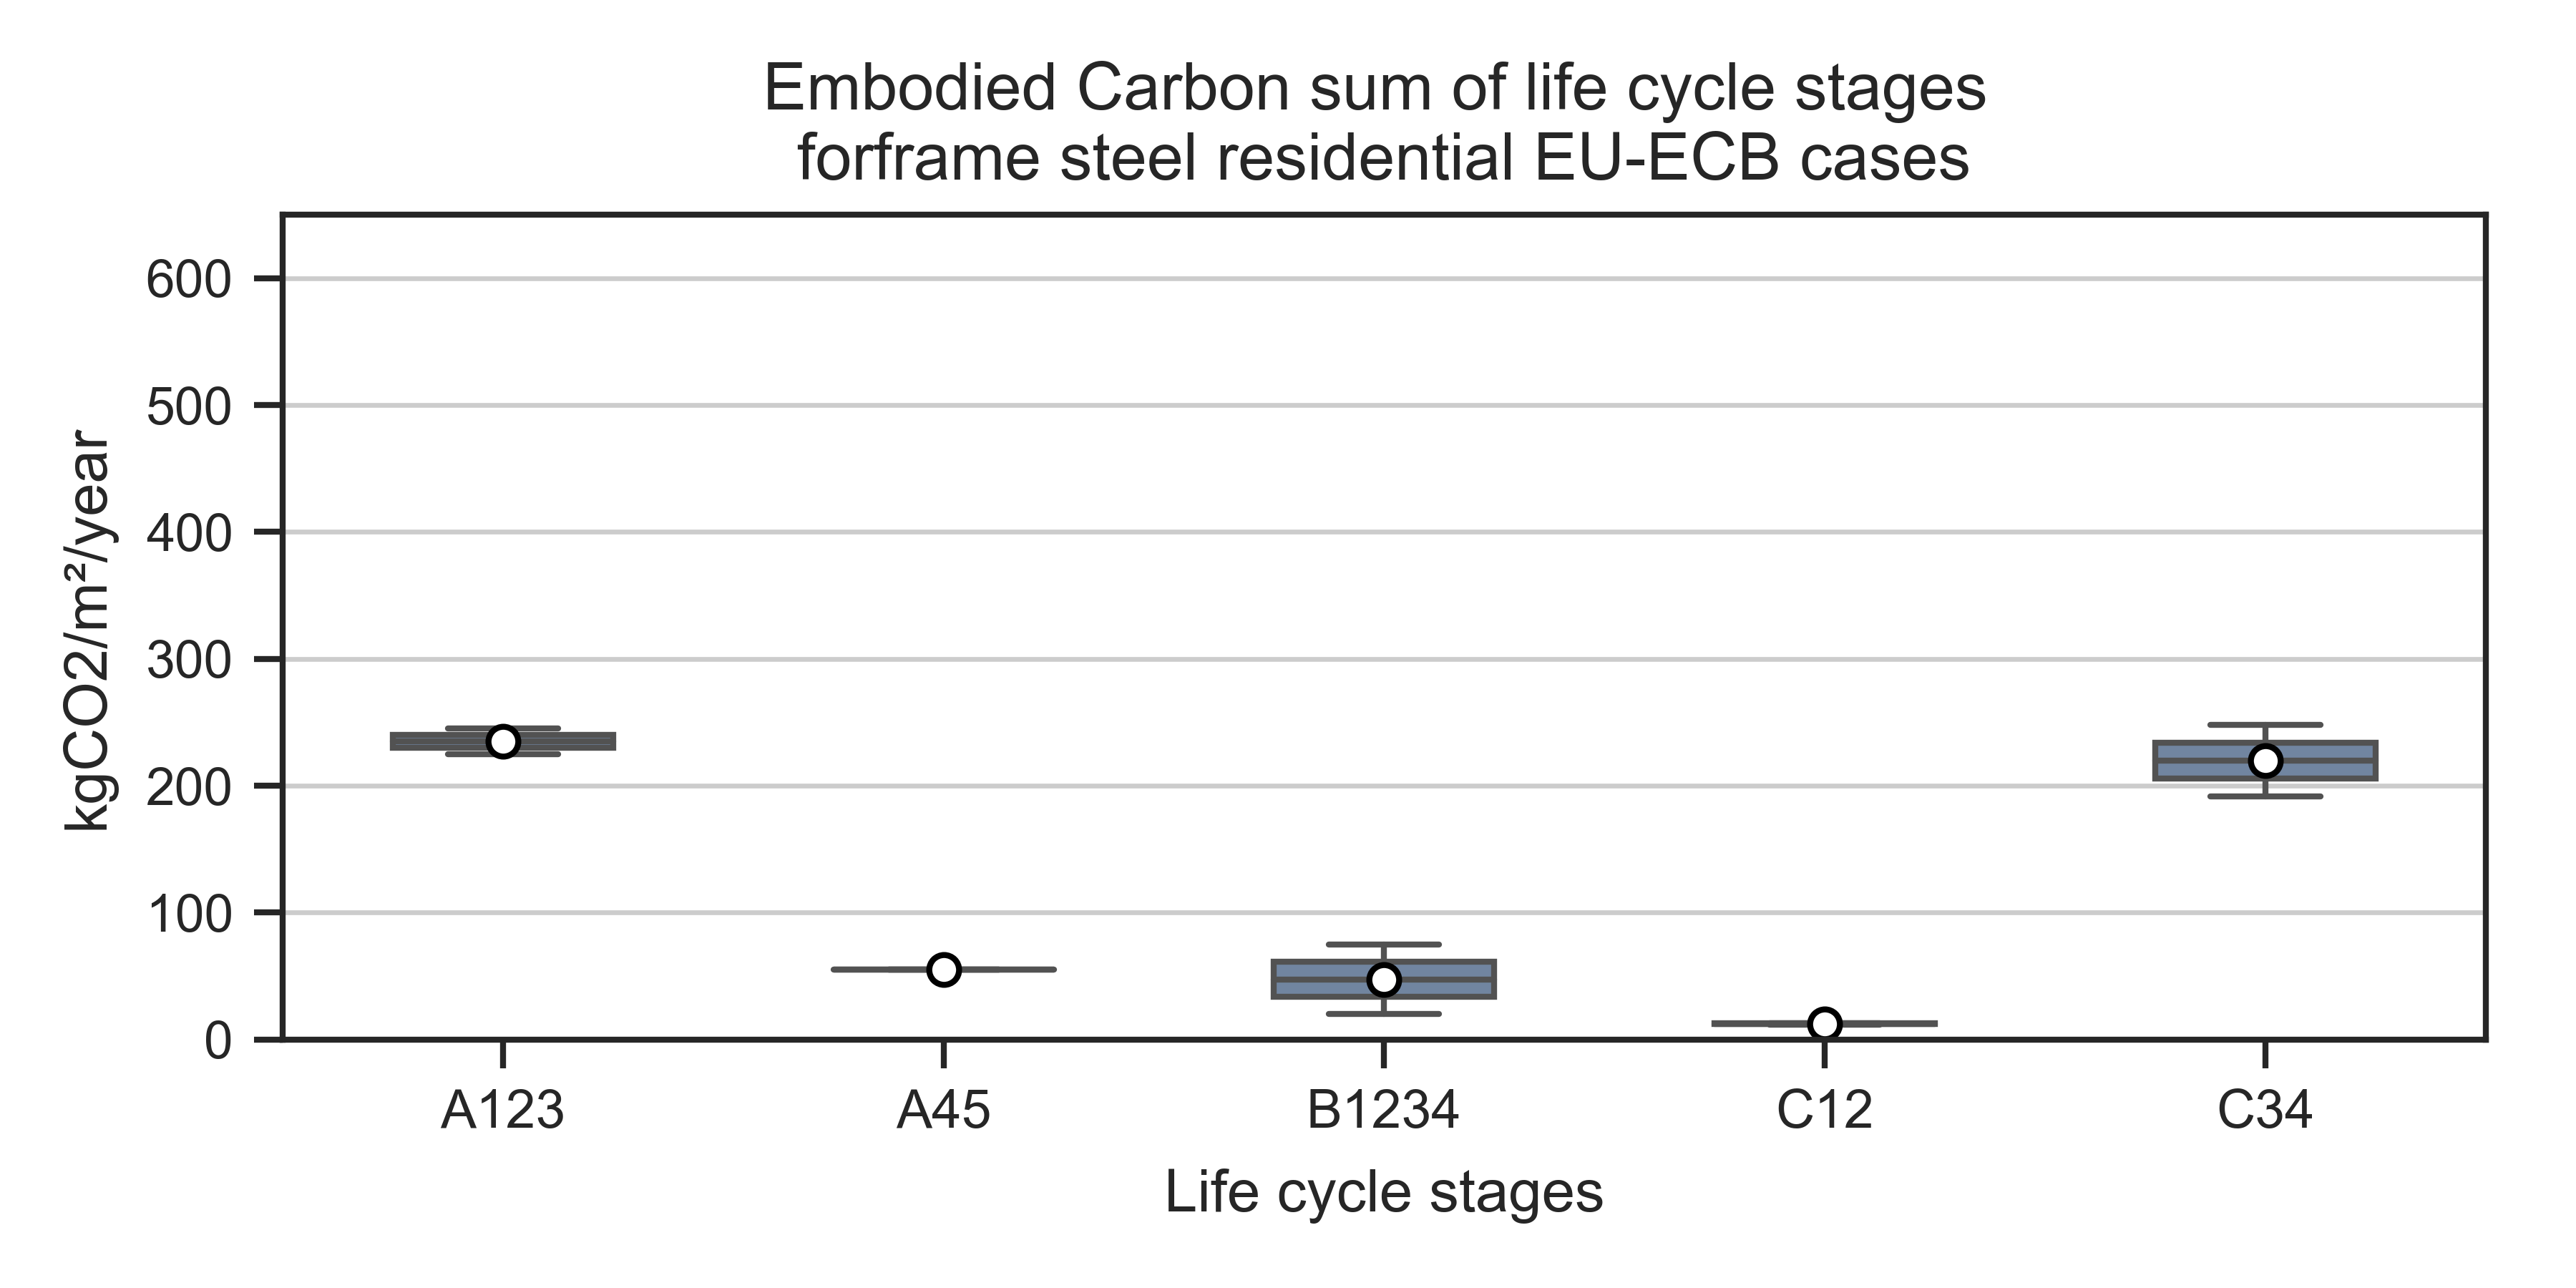 Embodied Carbon sum of life cycle stages
forframe steel residential EU-ECB cases
kgCO2/m²/year
600
500
400
300
200
100
0
A123 A45 B1234 C12 C34
Life cycle stages